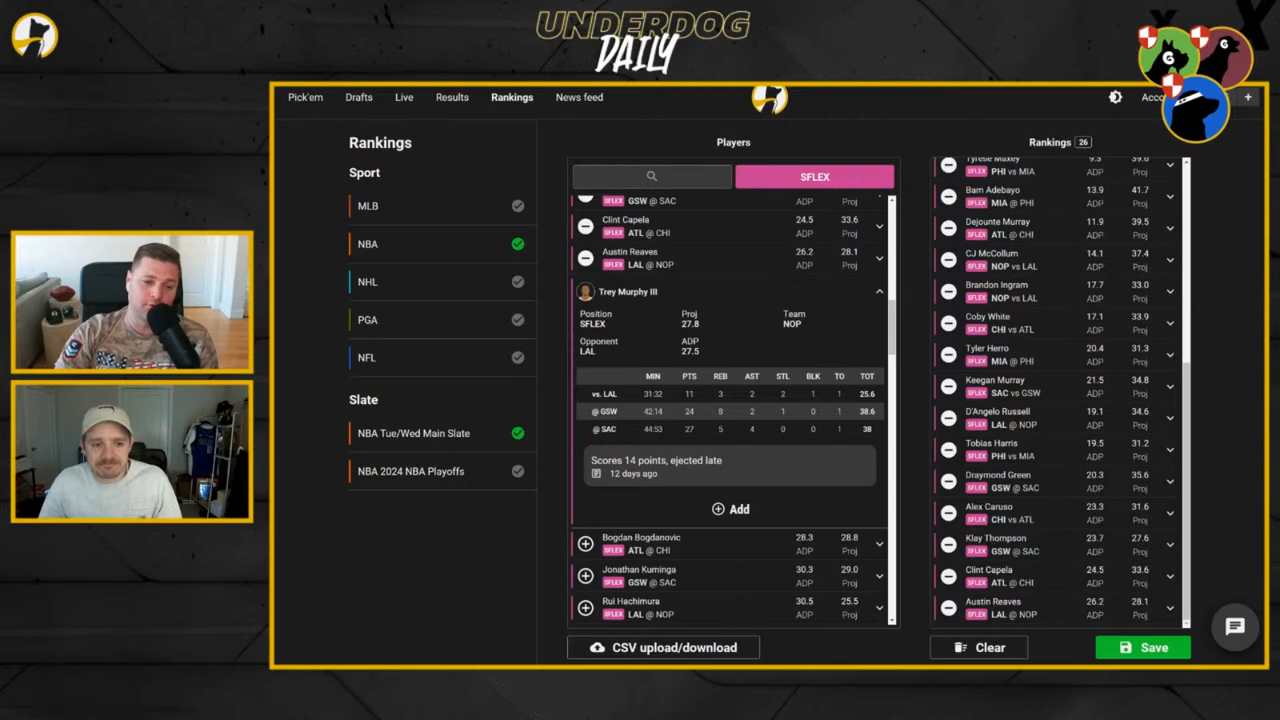 UNDERDOG
DAILY
Pick'em Drafts Live Results Rankings News feed
Rankings
Sport
MLB
NBA
NHL
PGA
NFL
Slate
NBA Tue/Wed Main Slate
NBA 2024 NBA Playoffs
Players
SFLEX
SFLEX GSW @ SAC ADP Proj
Clint Capela 24.5 33.6
SFLEX ATL @ CHI ADP Proj
Austin Reaves 26.2 28.1
SFLEX LAL @ NOP ADP Proj
Trey Murphy III
Position Proj Team
SFLEX 27.8 NOP
Opponent ADP
LAL 27.5
MIN PTS REB AST STL BLK TO TOT
vs. LAL 31:32 11 3 2 2 1 1 25.6
@ GSW 42:14 24 8 2 1 0 1 38.6
@ SAC 44:53 27 5 4 0 0 1 38
Scores 14 points, ejected late
12 days ago
Add
Bogdan Bogdanovic 28.3 28.8
SFLEX ATL @ CHI ADP Proj
Jonathan Kuminga 30.3 29.0
SFLEX GSW @ SAC ADP Proj
Rui Hachimura 30.5 25.5
SFLEX LAL @ NOP ADP Proj
CSV upload/download
Rankings 26
Tyrese Maxey 9.3
SFLEX PHI vs MIA ADP Proj
Bam Adebayo 13.9 41.7
SFLEX MIA @ PHI ADP Proj
Dejounte Murray 11.9 39.5
SFLEX ATL @ CHI ADP Proj
CJ McCollum 14.1 37.4
SFLEX NOP vs LAL ADP Proj
Brandon Ingram 17.7 33.0
SFLEX NOP vs LAL ADP Proj
Coby White 17.1 33.9
SFLEX CHI vs ATL ADP Proj
Tyler Herro 20.4 31.3
SFLEX MIA @ PHI ADP Proj
Keegan Murray 21.5 34.8
SFLEX SAC vs GSW ADP Proj
D'Angelo Russell 19.1 34.6
SFLEX LAL @ NOP ADP Proj
Tobias Harris 19.5 31.2
SFLEX PHI vs MIA ADP Proj
Draymond Green 20.3 35.6
SFLEX GSW @ SAC ADP Proj
Alex Caruso 23.3 31.6
SFLEX CHI vs ATL ADP Proj
Klay Thompson 23.7 27.6
SFLEX GSW @ SAC ADP Proj
Clint Capela 24.5 33.6
SFLEX ATL @ CHI ADP Proj
Austin Reaves 26.2 28.1
SFLEX LAL @ NOP ADP Proj
Clear
Save